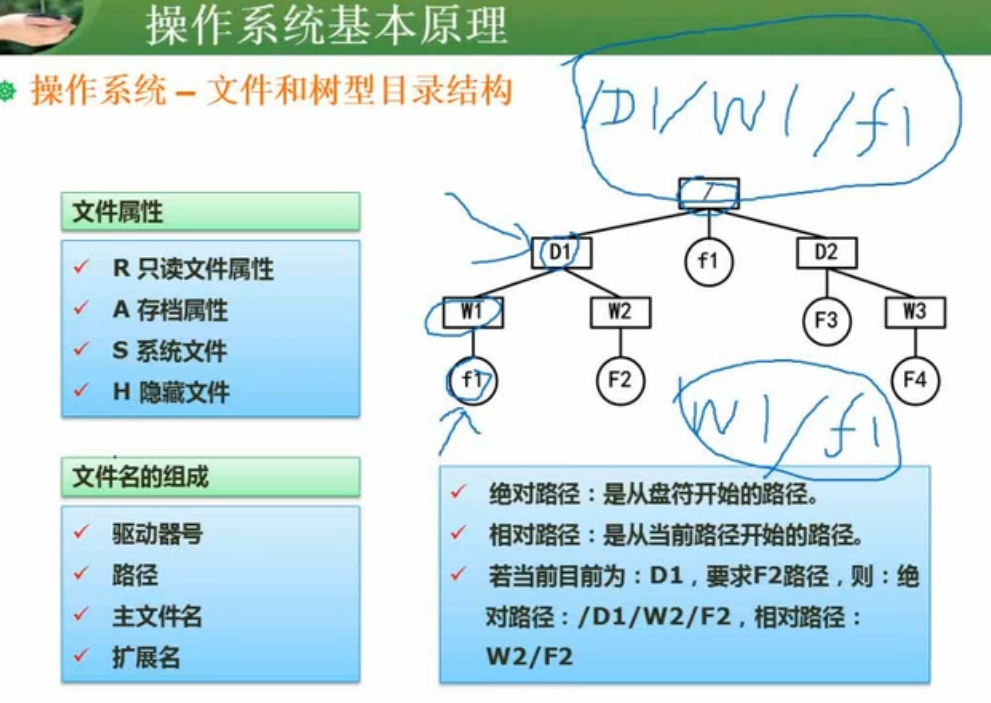 操作系统基本原理
操作系统 – 文件和树型目录结构
/D1/W1/f1
文件属性
R 只读文件属性
A 存档属性
S 系统文件
H 隐藏文件
/
D1
f1
D2
W1
W2
F3
W3
f1
F2
F4
W1/f1
文件名的组成
驱动器号
路径
主文件名
扩展名
绝对路径：是从盘符开始的路径。
相对路径：是从当前路径开始的路径。
若当前目前为：D1，要求F2路径，则：绝
对路径：/D1/W2/F2，相对路径：
W2/F2